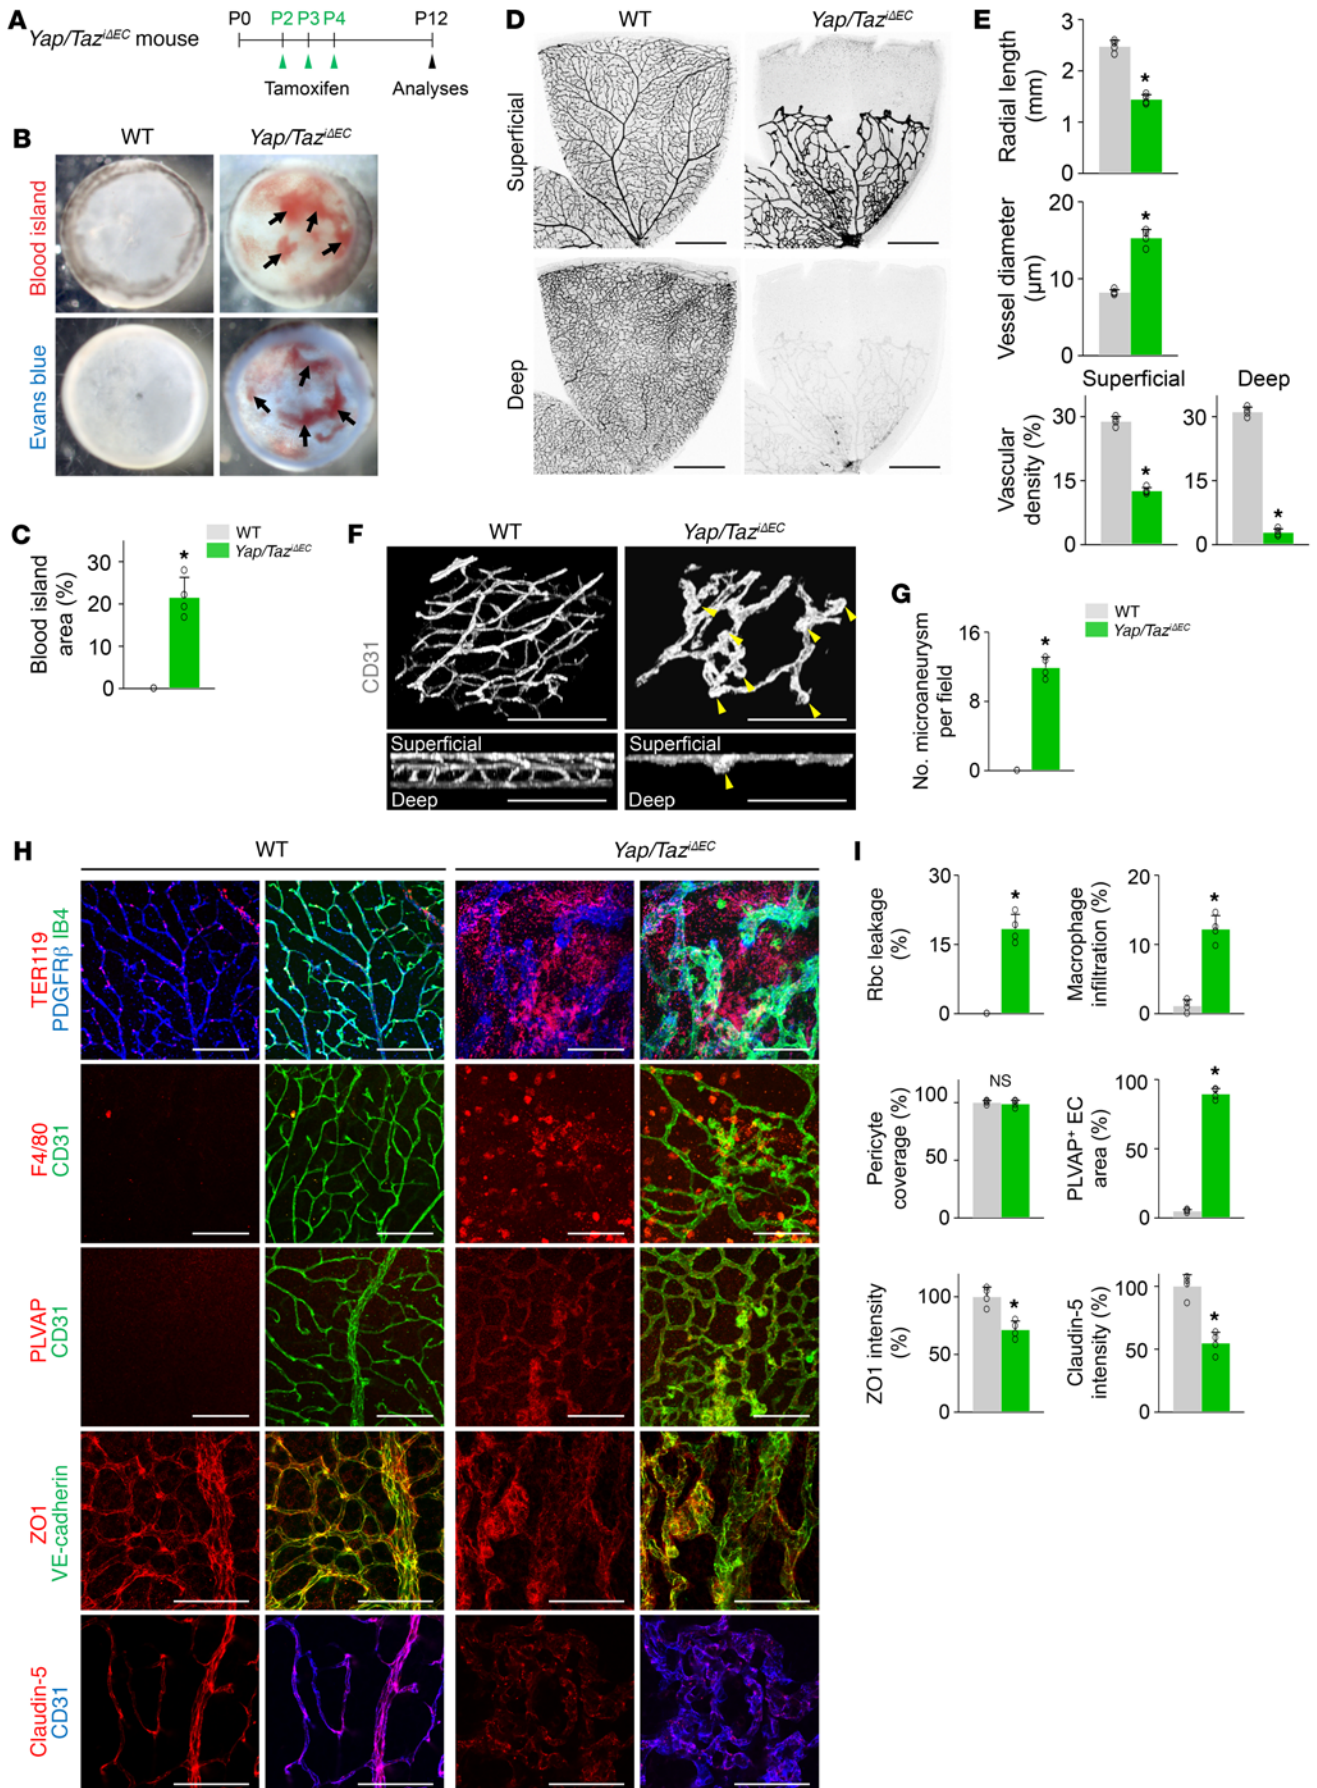 A
Yap/Taz^iΔEC mouse
P0 P2 P3 P4 P12
Tamoxifen Analyses
B
WT Yap/Taz^iΔEC
Blood island
Evans blue
C
WT
Yap/Taz^iΔEC
Blood island
area (%)
30
20
10
0
*
D
WT Yap/Taz^iΔEC
Superficial
Deep
E
Radial length
(mm)
3
2
1
0
*
Vessel diameter
(μm)
20
10
0
*
Superficial Deep
Vascular
density (%)
30
15
0
*
30
15
0
*
F
WT Yap/Taz^iΔEC
CD31
Superficial
Deep
Superficial
Deep
G
WT
Yap/Taz^iΔEC
No. microaneurysm
per field
16
8
0
*
H
WT Yap/Taz^iΔEC
TER119
PDGFRβ IB4
F4/80
CD31
PLVAP
CD31
ZO1
VE-cadherin
Claudin-5
CD31
I
Rbc leakage
(%)
30
15
0
*
Macrophage
infiltration (%)
20
10
0
*
Pericyte
coverage (%)
100
50
0
NS
PLVAP⁺ EC
area (%)
100
50
0
*
ZO1 intensity
(%)
100
50
0
*
Claudin-5
intensity (%)
100
50
0
*